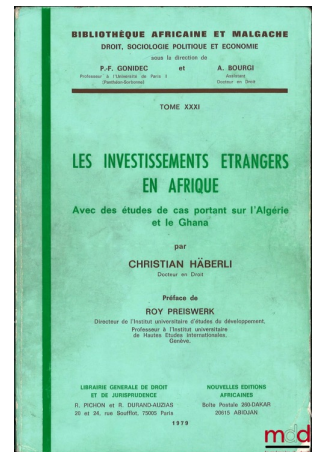 BIBLIOTHÈQUE AFRICAINE ET MALGACHE
DROIT, SOCIOLOGIE POLITIQUE ET ECONOMIE
sous la direction de
P.-F. GONIDEC et A. BOURGI
Professeur à l'Université de Paris I Assistant
(Panthéon-Sorbonne) Docteur en Droit
TOME XXXI
LES INVESTISSEMENTS ETRANGERS
EN AFRIQUE
Avec des études de cas portant sur l'Algérie
et le Ghana
par
CHRISTIAN HÄBERLI
Docteur en Droit
Préface de
ROY PREISWERK
Directeur de l'Institut universitaire d'études du développement,
Professeur à l'Institut universitaire
de Hautes Etudes Internationales,
Genève.
LIBRAIRIE GENERALE DE DROIT NOUVELLES EDITIONS
ET DE JURISPRUDENCE AFRICAINES
R. PICHON et R. DURAND-AUZIAS Boîte Postale 260-DAKAR
20 et 24, rue Soufflot, 75005 Paris 20615 ABIDJAN
1979
mdd